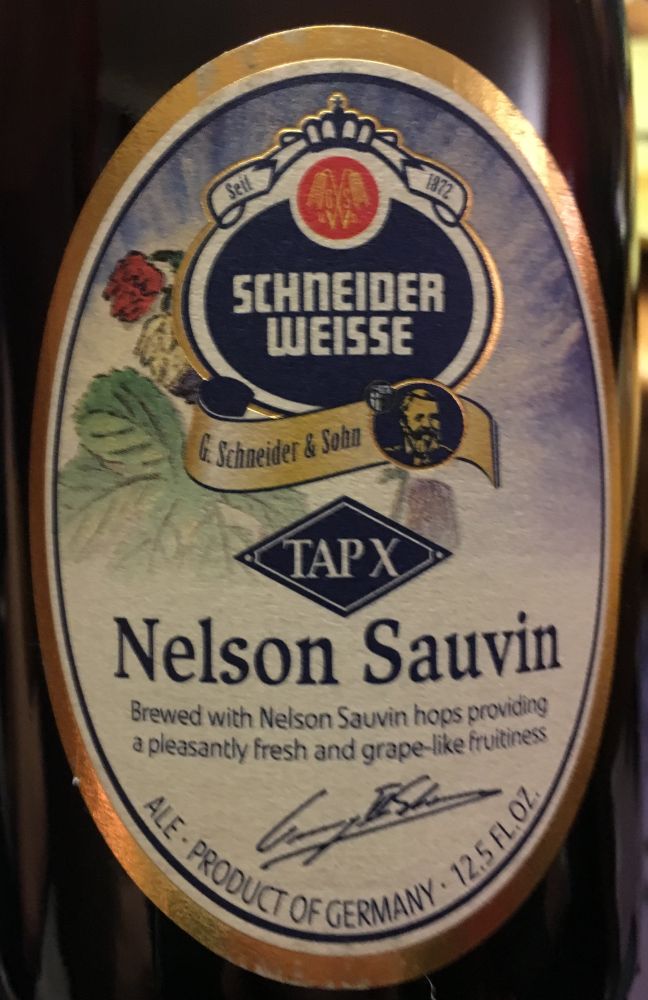 Seit 1872
SCHNEIDER
WEISSE
G. Schneider & Sohn
TAP X
Nelson Sauvin
Brewed with Nelson Sauvin hops providing
a pleasantly fresh and grape-like fruitiness
ALE · PRODUCT OF GERMANY · 12,5 FL.OZ.